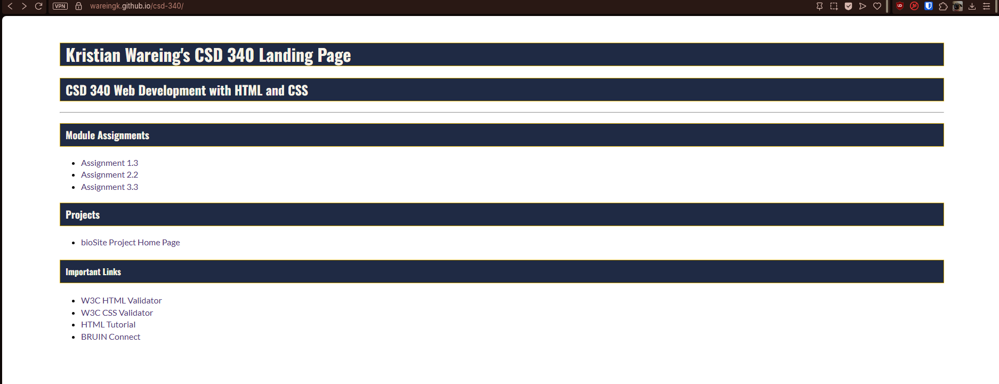 VPN
wareingk.github.io/csd-340/
Kristian Wareing's CSD 340 Landing Page
CSD 340 Web Development with HTML and CSS
Module Assignments
Assignment 1.3
Assignment 2.2
Assignment 3.3
Projects
bioSite Project Home Page
Important Links
W3C HTML Validator
W3C CSS Validator
HTML Tutorial
BRUIN Connect